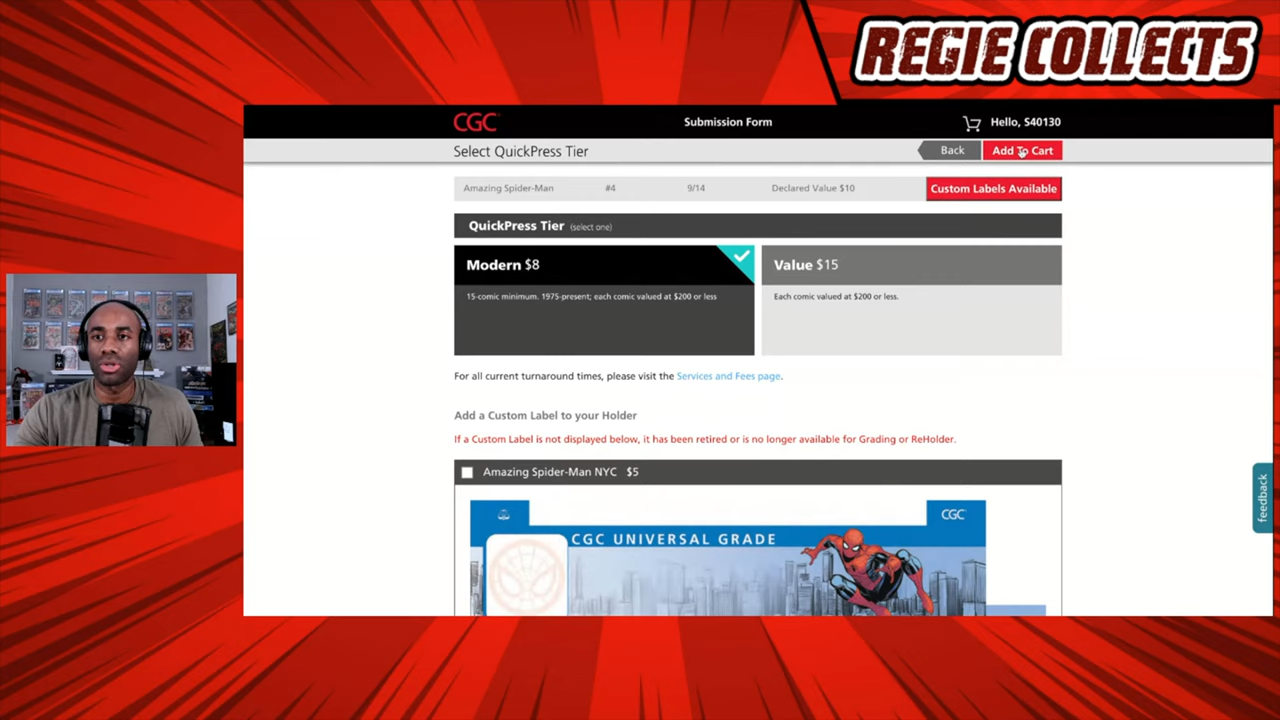 REGIE COLLECTS
CGC
Submission Form
Hello, S40130
Select QuickPress Tier
Back
Add To Cart
Amazing Spider-Man #4 9/14 Declared Value $10
Custom Labels Available
QuickPress Tier (select one)
Modern $8
Value $15
15-comic minimum. 1975-present; each comic valued at $200 or less
Each comic valued at $200 or less.
For all current turnaround times, please visit the Services and Fees page.
Add a Custom Label to your Holder
If a Custom Label is not displayed below, it has been retired or is no longer available for Grading or ReHolder.
Amazing Spider-Man NYC $5
feedback
CGC
CGC UNIVERSAL GRADE